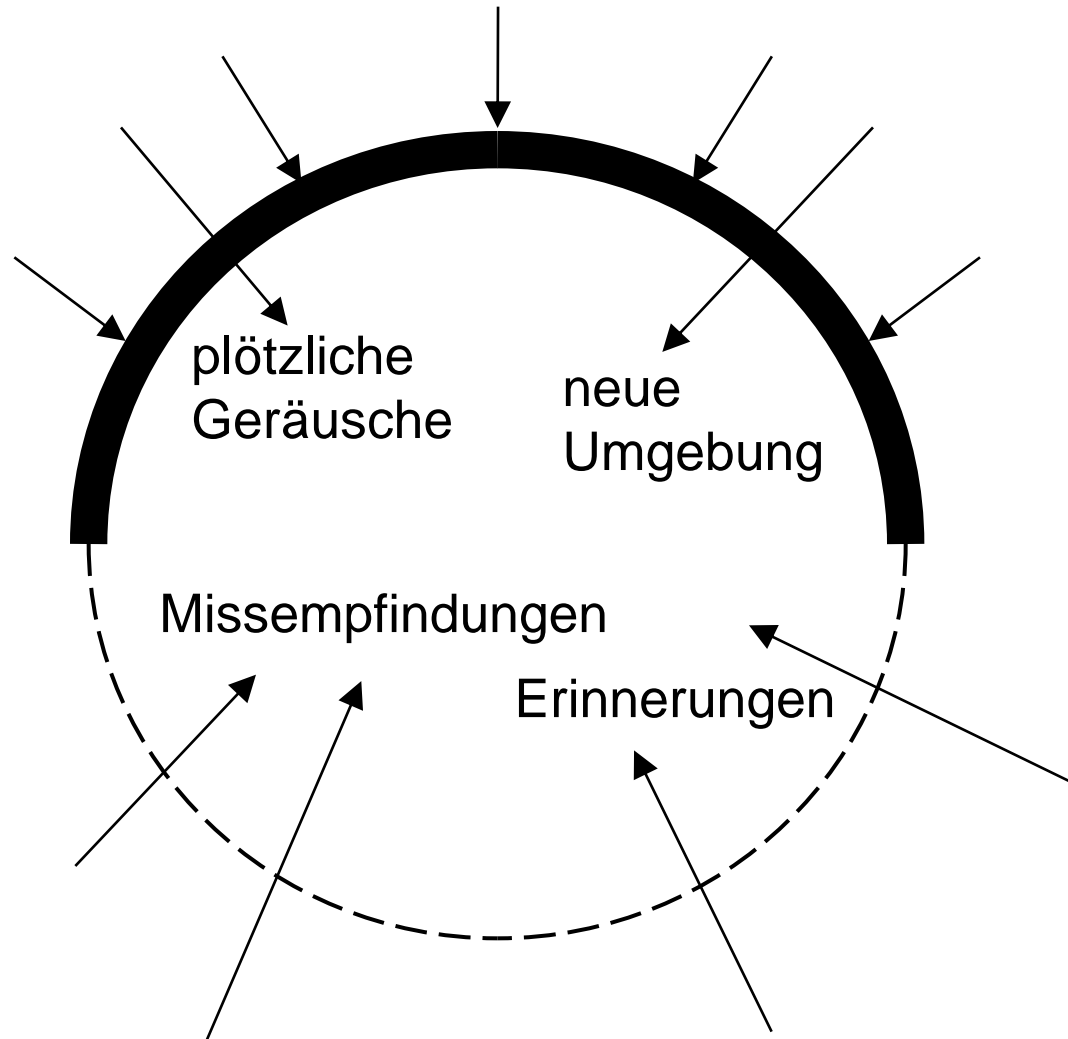 plötzliche
Geräusche
neue
Umgebung
Missempfindungen
Erinnerungen